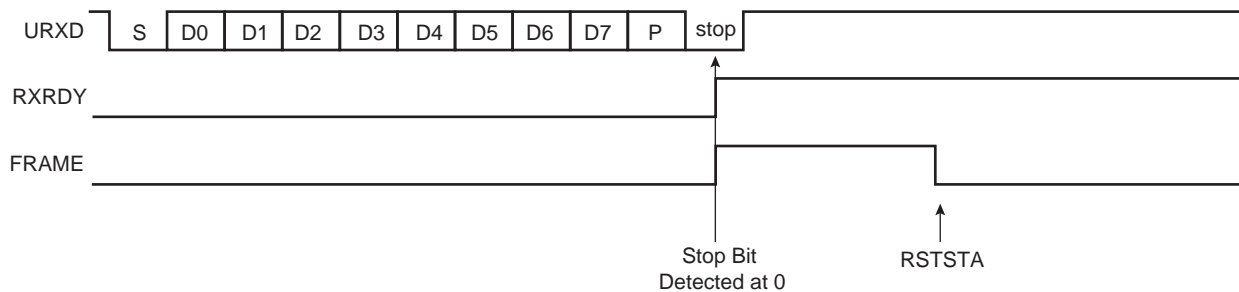 URXD S D0 D1 D2 D3 D4 D5 D6 D7 P stop
RXRDY
FRAME
Stop Bit
Detected at 0
RSTSTA